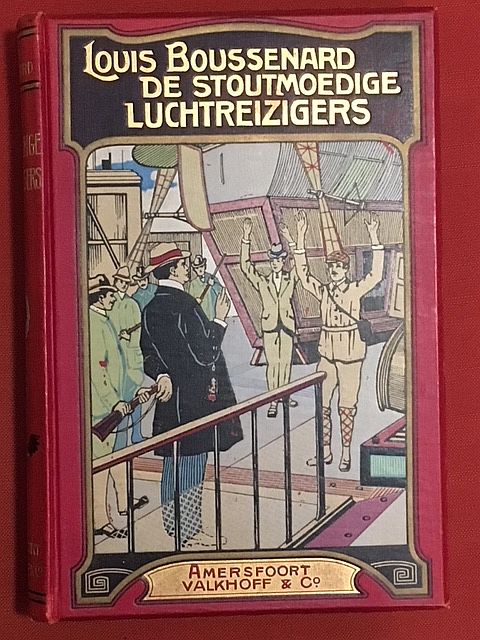 Louis Boussenard
De stoutmoedige
Luchtreizigers
Amersfoort
Valkhoff & Co